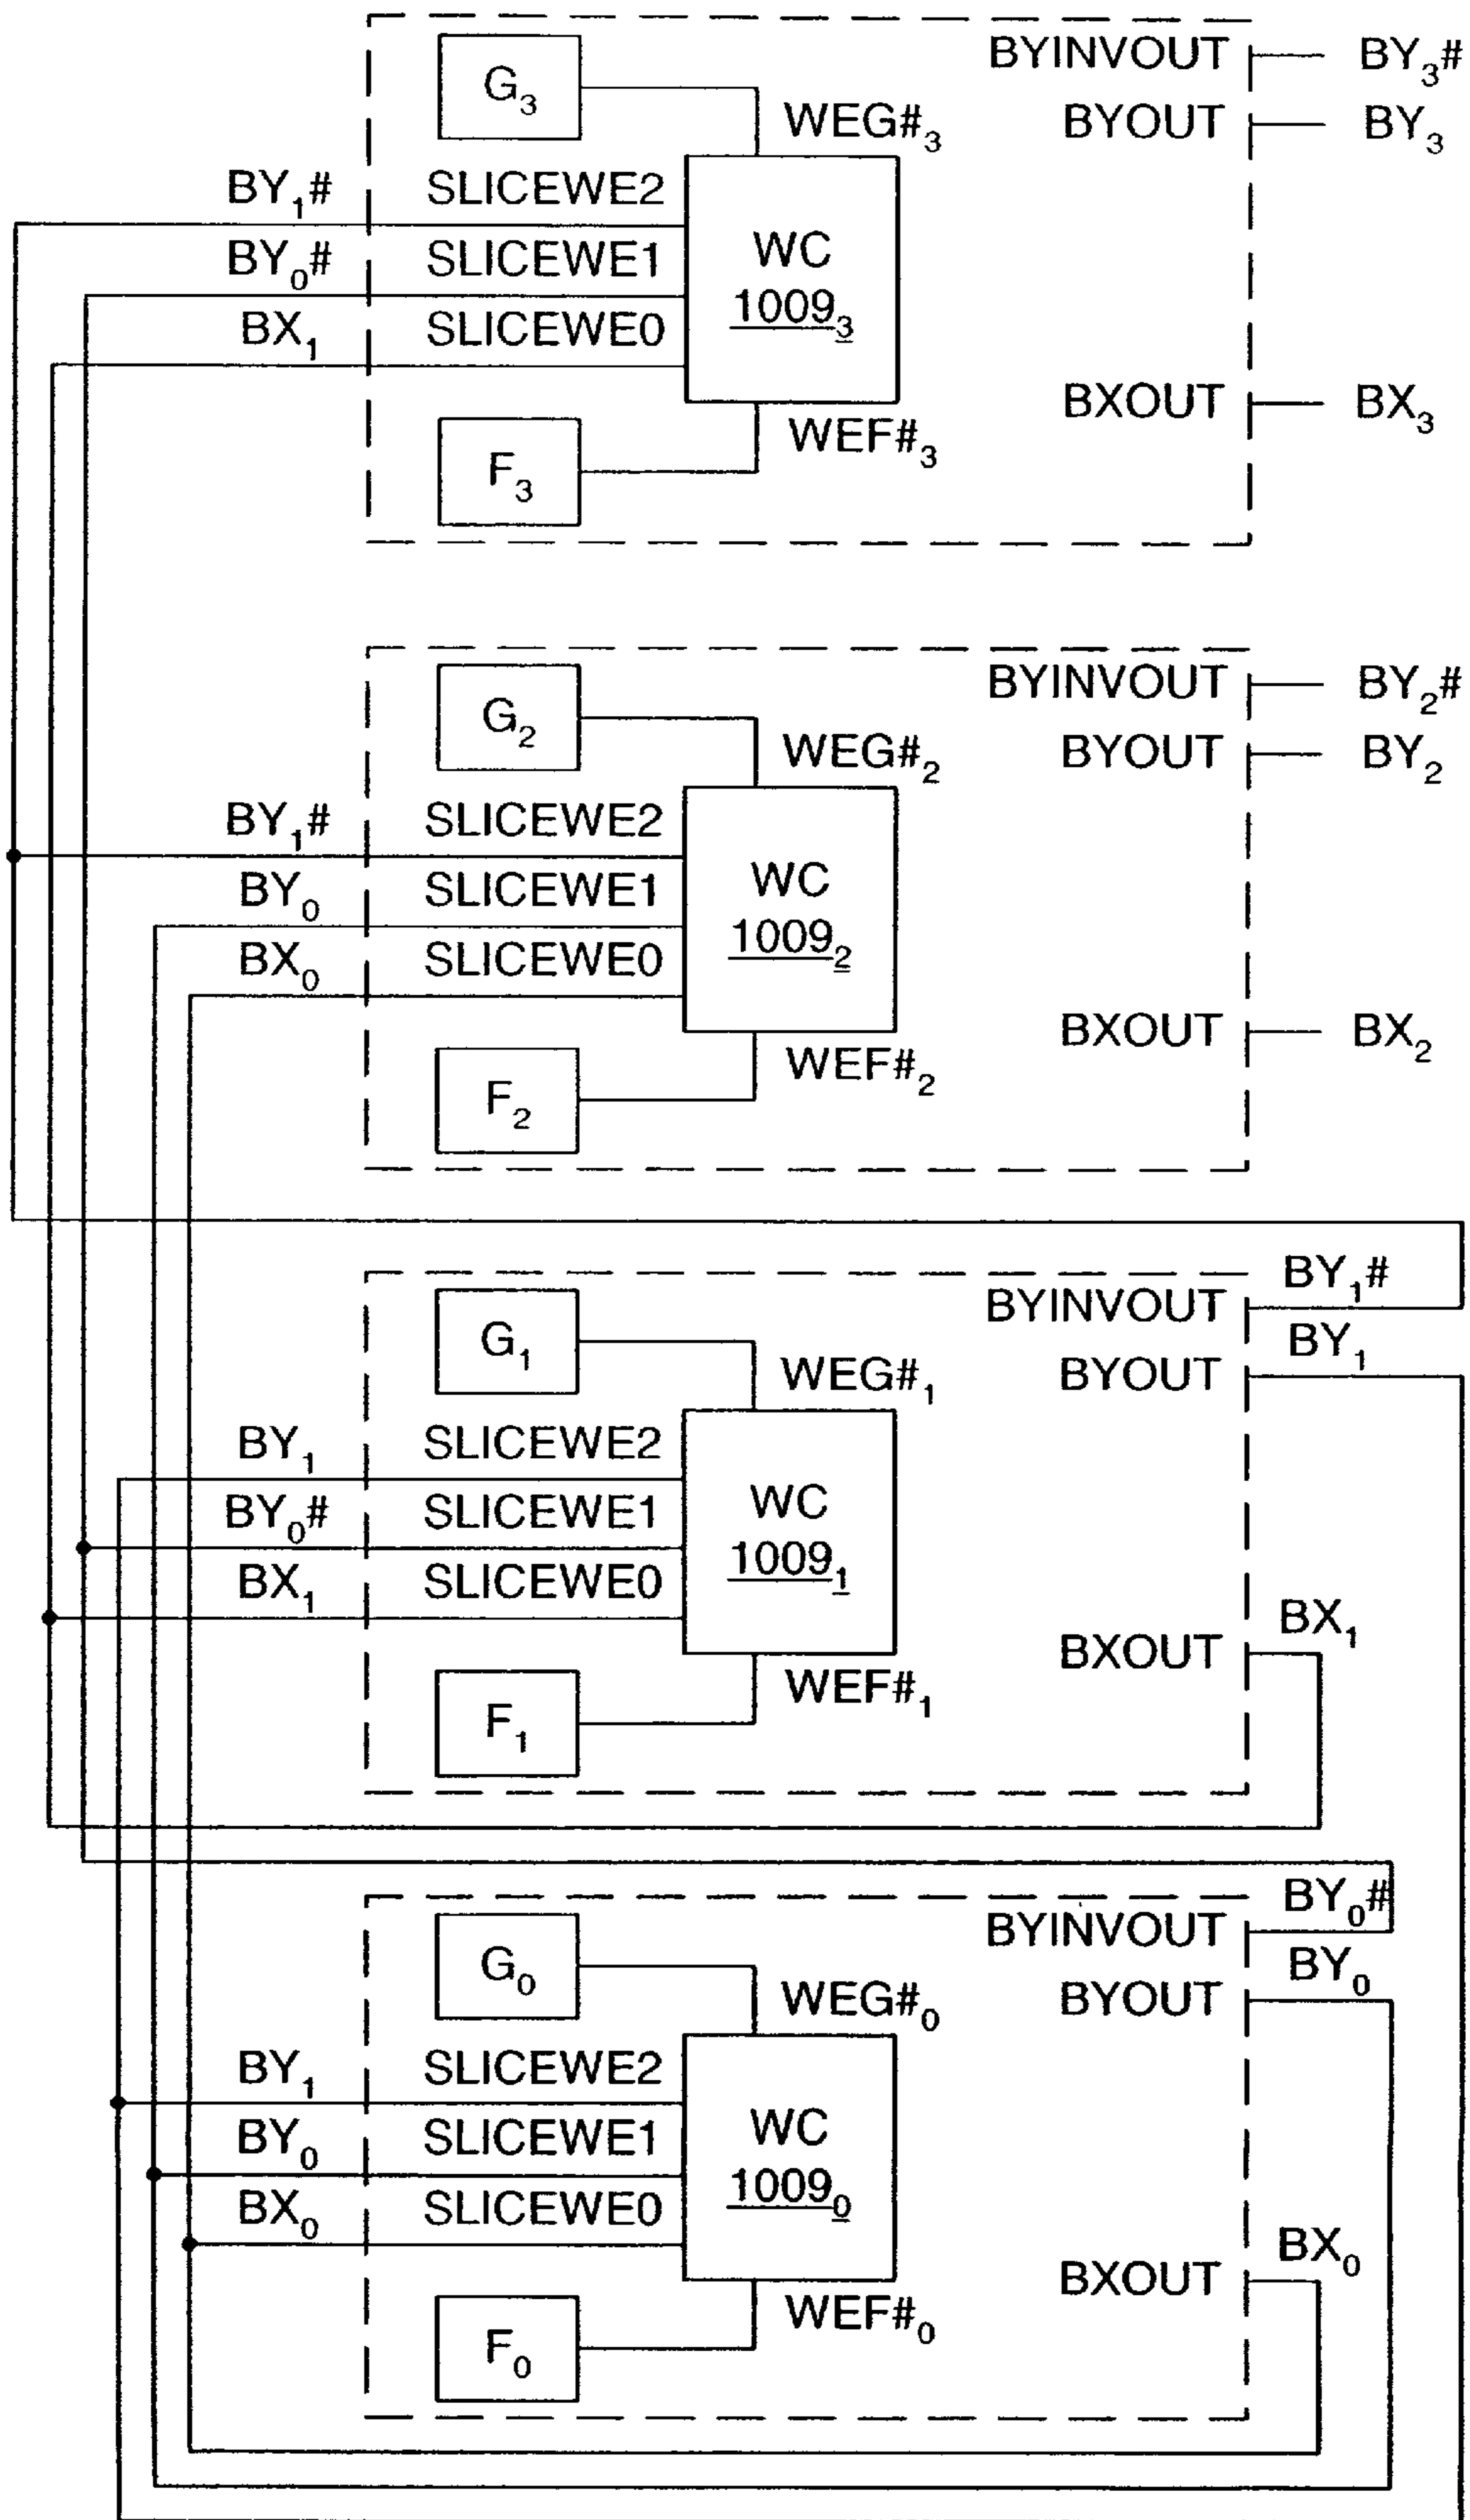 BYINVOUT BY₃#
G₃
BYOUT BY₃
WEG#₃
BY₁# SLICEWE2
WC
BY₀# SLICEWE1
1009₃
BX₁ SLICEWE0
BXOUT BX₃
WEF#₃
F₃
BYINVOUT BY₂#
G₂
BYOUT BY₂
WEG#₂
BY₁# SLICEWE2
WC
BY₀ SLICEWE1
1009₂
BX₀ SLICEWE0
BXOUT BX₂
WEF#₂
F₂
BY₁#
BYINVOUT
G₁
BY₁
WEG#₁ BYOUT
BY₁ SLICEWE2
WC
BY₀# SLICEWE1
1009₁
BX₁ SLICEWE0
BX₁
BXOUT
WEF#₁
F₁
BY₀#
BYINVOUT
G₀
BY₀
WEG#₀ BYOUT
BY₁ SLICEWE2
WC
BY₀ SLICEWE1
1009₀
BX₀ SLICEWE0
BX₀
BXOUT
WEF#₀
F₀